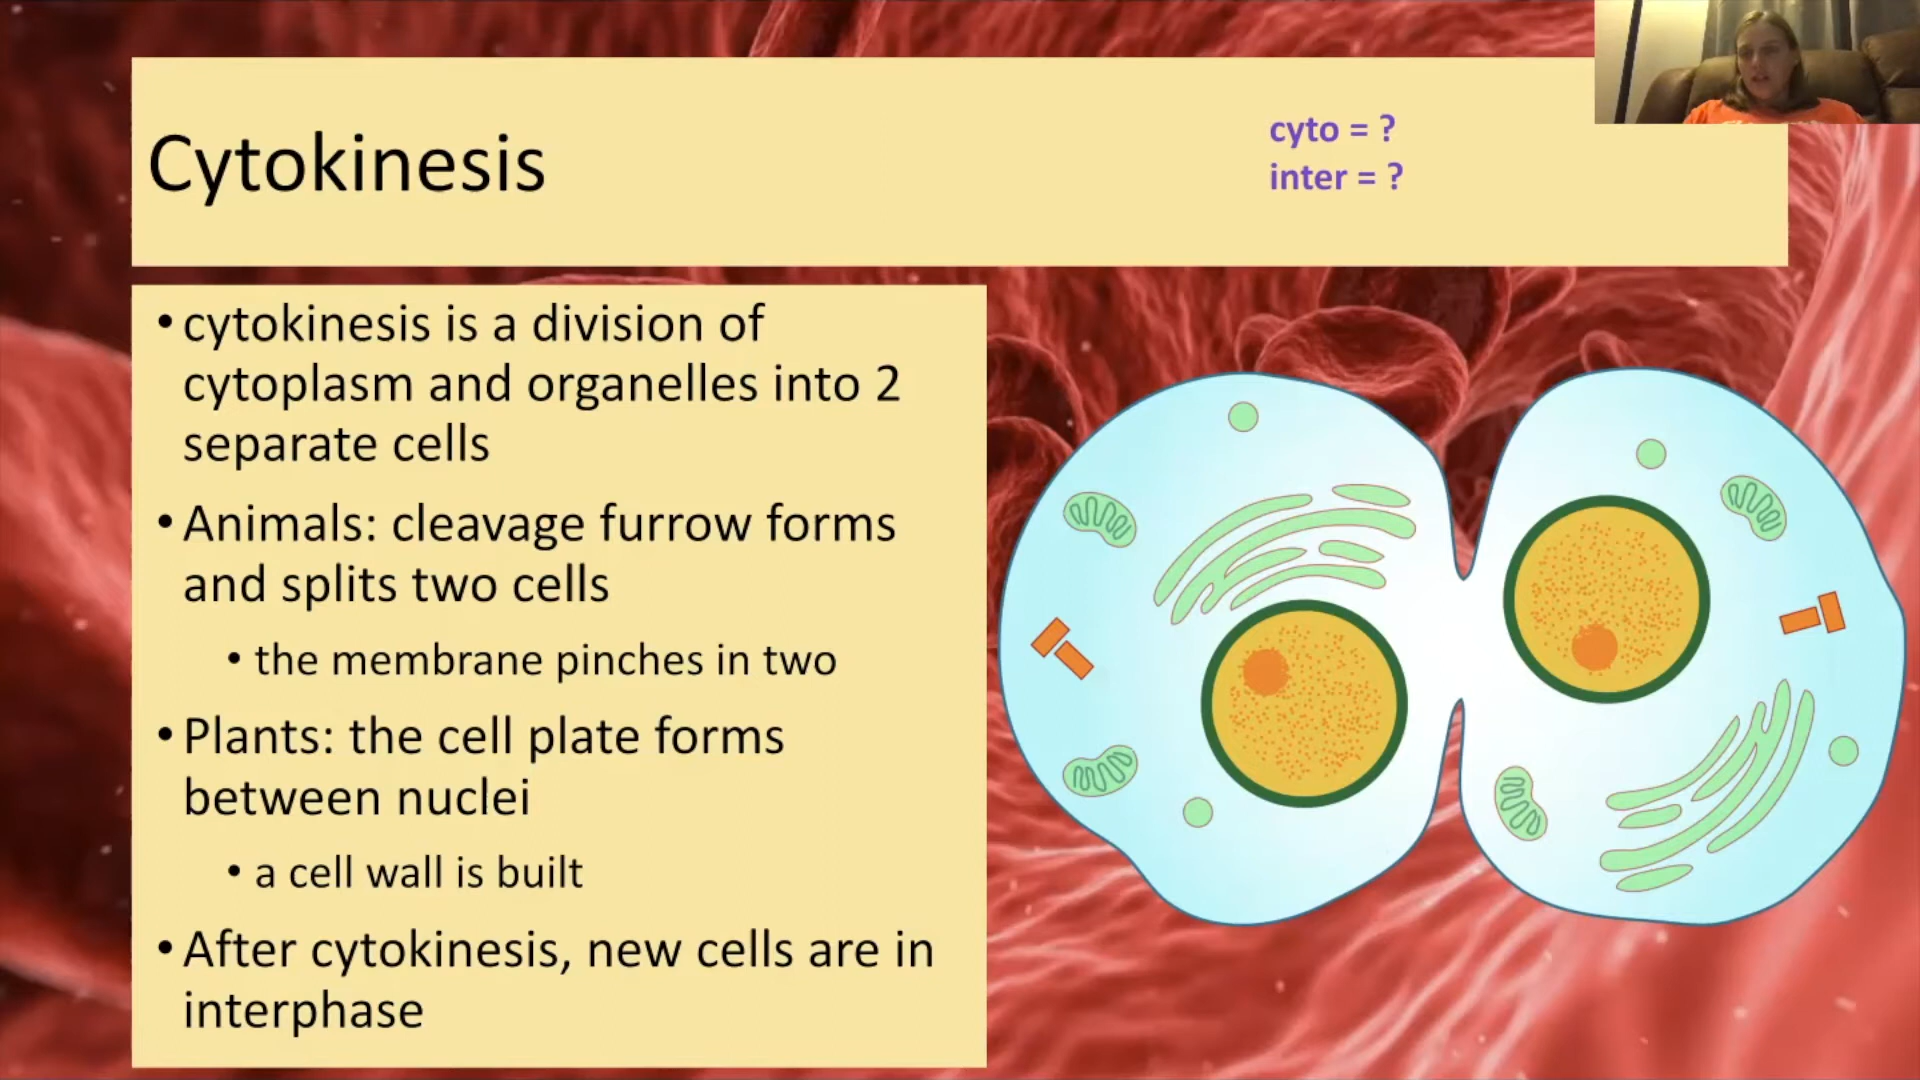 Cytokinesis
cyto = ?
inter = ?
• cytokinesis is a division of
cytoplasm and organelles into 2
separate cells
• Animals: cleavage furrow forms
and splits two cells
• the membrane pinches in two
• Plants: the cell plate forms
between nuclei
• a cell wall is built
• After cytokinesis, new cells are in
interphase